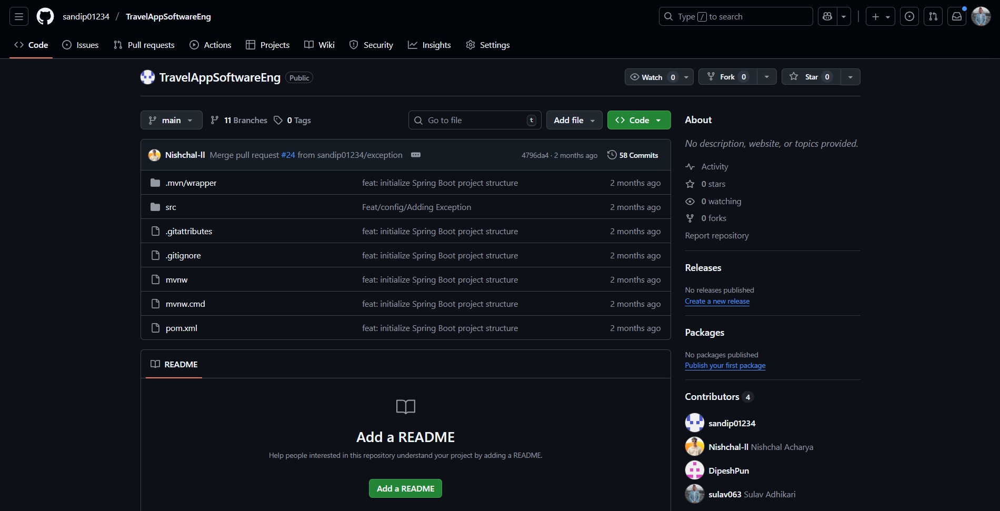 sandip01234 / TravelAppSoftwareEng
Type / to search
Code Issues Pull requests Actions Projects Wiki Security Insights Settings
TravelAppSoftwareEng Public
Watch 0 Fork 0 Star 0
main 11 Branches 0 Tags
Go to file t Add file Code
Nishchal-ll Merge pull request #24 from sandip01234/exception 4796da4 · 2 months ago 58 Commits
.mvn/wrapper feat: initialize Spring Boot project structure 2 months ago
src Feat/config/Adding Exception 2 months ago
.gitattributes feat: initialize Spring Boot project structure 2 months ago
.gitignore feat: initialize Spring Boot project structure 2 months ago
mvnw feat: initialize Spring Boot project structure 2 months ago
mvnw.cmd feat: initialize Spring Boot project structure 2 months ago
pom.xml feat: initialize Spring Boot project structure 2 months ago
README
Add a README
Help people interested in this repository understand your project by adding a README.
Add a README
About
No description, website, or topics provided.
Activity
0 stars
0 watching
0 forks
Report repository
Releases
No releases published
Create a new release
Packages
No packages published
Publish your first package
Contributors 4
sandip01234
Nishchal-ll Nishchal Acharya
DipeshPun
sulav063 Sulav Adhikari